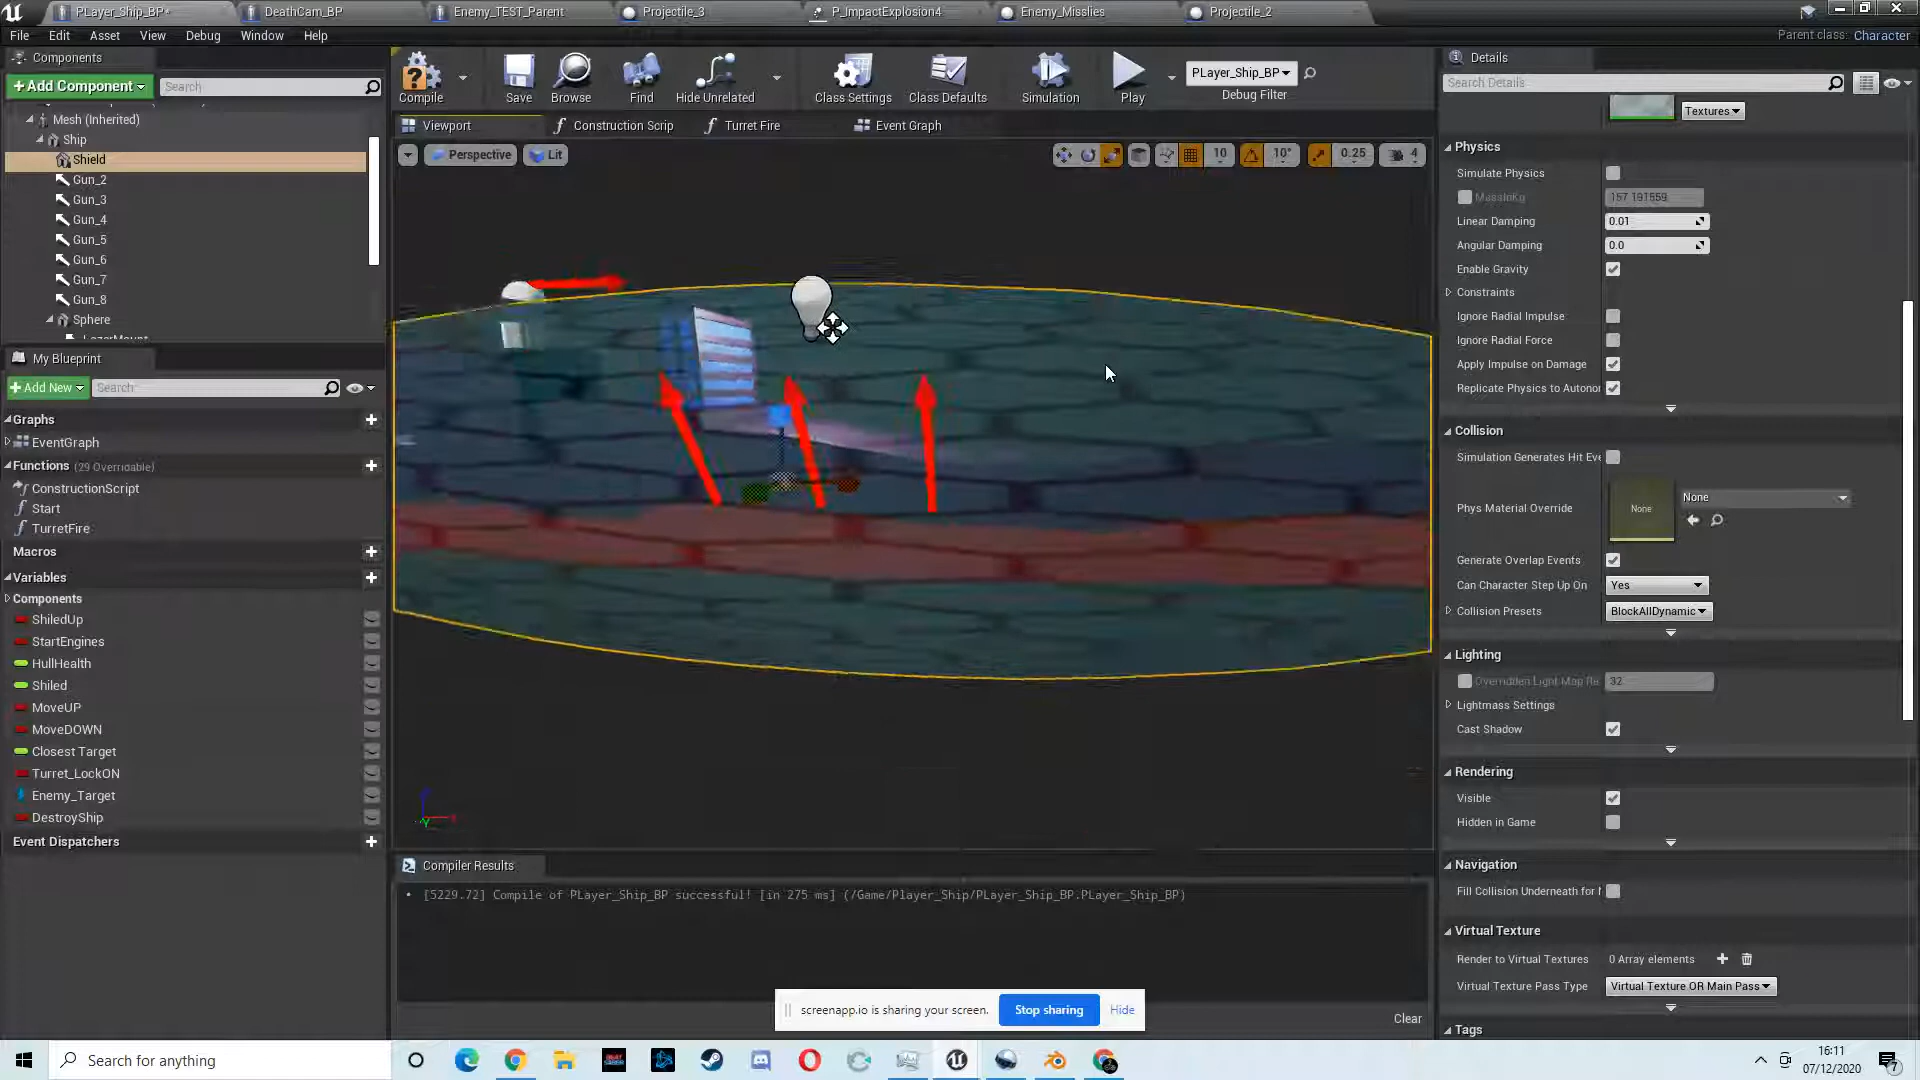 PLayer_Ship_BP*
DeathCam_BP
Enemy_TEST_Parent
Projectile_3
P_ImpactExplosion4
Enemy_Misslies
Projectile_2
File Edit Asset View Debug Window Help
Parent class: Character
Components
+Add Component
Search
Mesh (Inherited)
Ship
Shield
Gun_2
Gun_3
Gun_4
Gun_5
Gun_6
Gun_7
Gun_8
Sphere
My Blueprint
+Add New
Search
Graphs
EventGraph
Functions (29 Overridable)
ConstructionScript
Start
TurretFire
Macros
Variables
Components
ShiledUp
StartEngines
HullHealth
Shiled
MoveUP
MoveDOWN
Closest Target
Turret_LockON
Enemy_Target
DestroyShip
Event Dispatchers
Compile
Save
Browse
Find
Hide Unrelated
Class Settings
Class Defaults
Simulation
Play
PLayer_Ship_BP
Debug Filter
Viewport
Construction Scrip
Turret Fire
Event Graph
Perspective
Lit
10
10°
0.25
4
Compiler Results
• [5229.72] Compile of PLayer_Ship_BP successful! [in 275 ms] (/Game/Player_Ship/PLayer_Ship_BP.PLayer_Ship_BP)
Clear
screenapp.io is sharing your screen.
Stop sharing
Hide
Details
Search Details
Textures
Physics
Simulate Physics
MassInKg
157.191559
Linear Damping
0.01
Angular Damping
0.0
Enable Gravity
Constraints
Ignore Radial Impulse
Ignore Radial Force
Apply Impulse on Damage
Replicate Physics to Autonor
Collision
Simulation Generates Hit Eve
Phys Material Override
None
None
Generate Overlap Events
Can Character Step Up On
Yes
Collision Presets
BlockAllDynamic
Lighting
Overridden Light Map Re
32
Lightmass Settings
Cast Shadow
Rendering
Visible
Hidden in Game
Navigation
Fill Collision Underneath for
Virtual Texture
Render to Virtual Textures
0 Array elements
Virtual Texture Pass Type
Virtual Texture OR Main Pass
Tags
Search for anything
16:11
07/12/2020
7